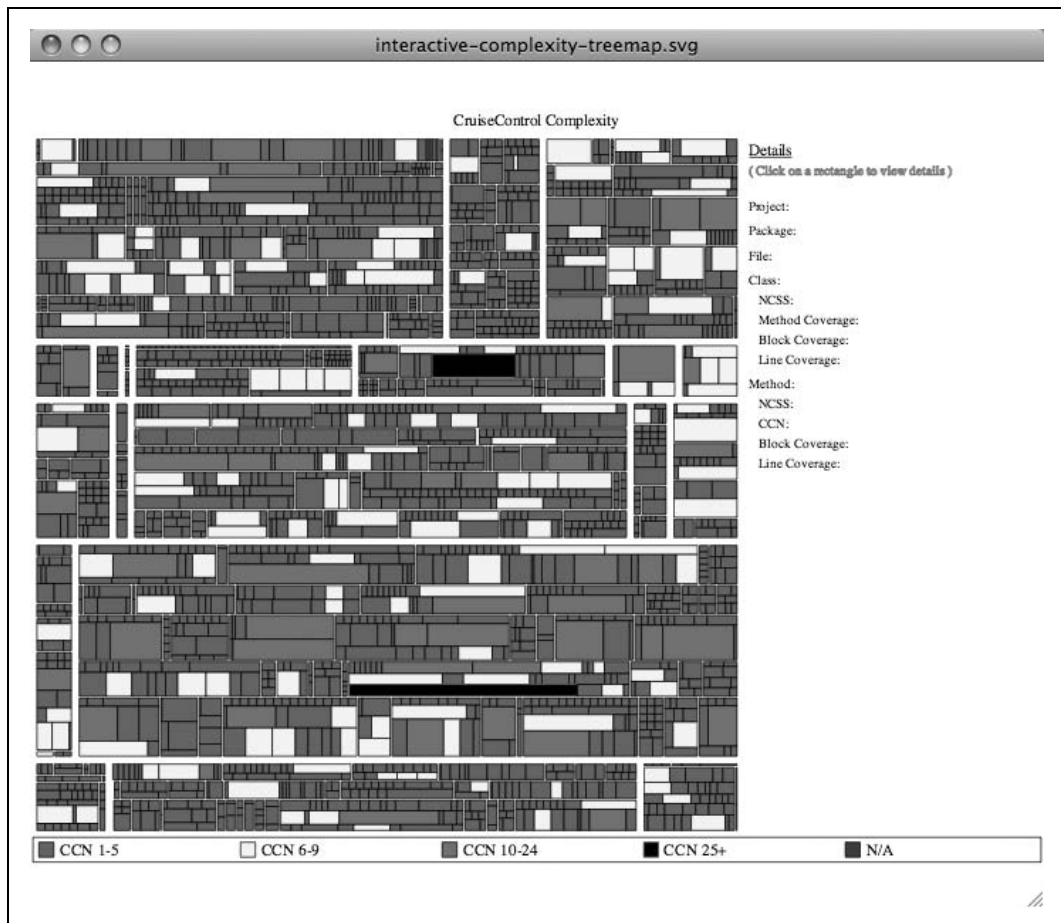 interactive-complexity-treemap.svg
CruiseControl Complexity
Details
( Click on a rectangle to view details )
Project:
Package:
File:
Class:
NCSS:
Method Coverage:
Block Coverage:
Line Coverage:
Method:
NCSS:
CCN:
Block Coverage:
Line Coverage:
CCN 1-5 CCN 6-9 CCN 10-24 CCN 25+ N/A